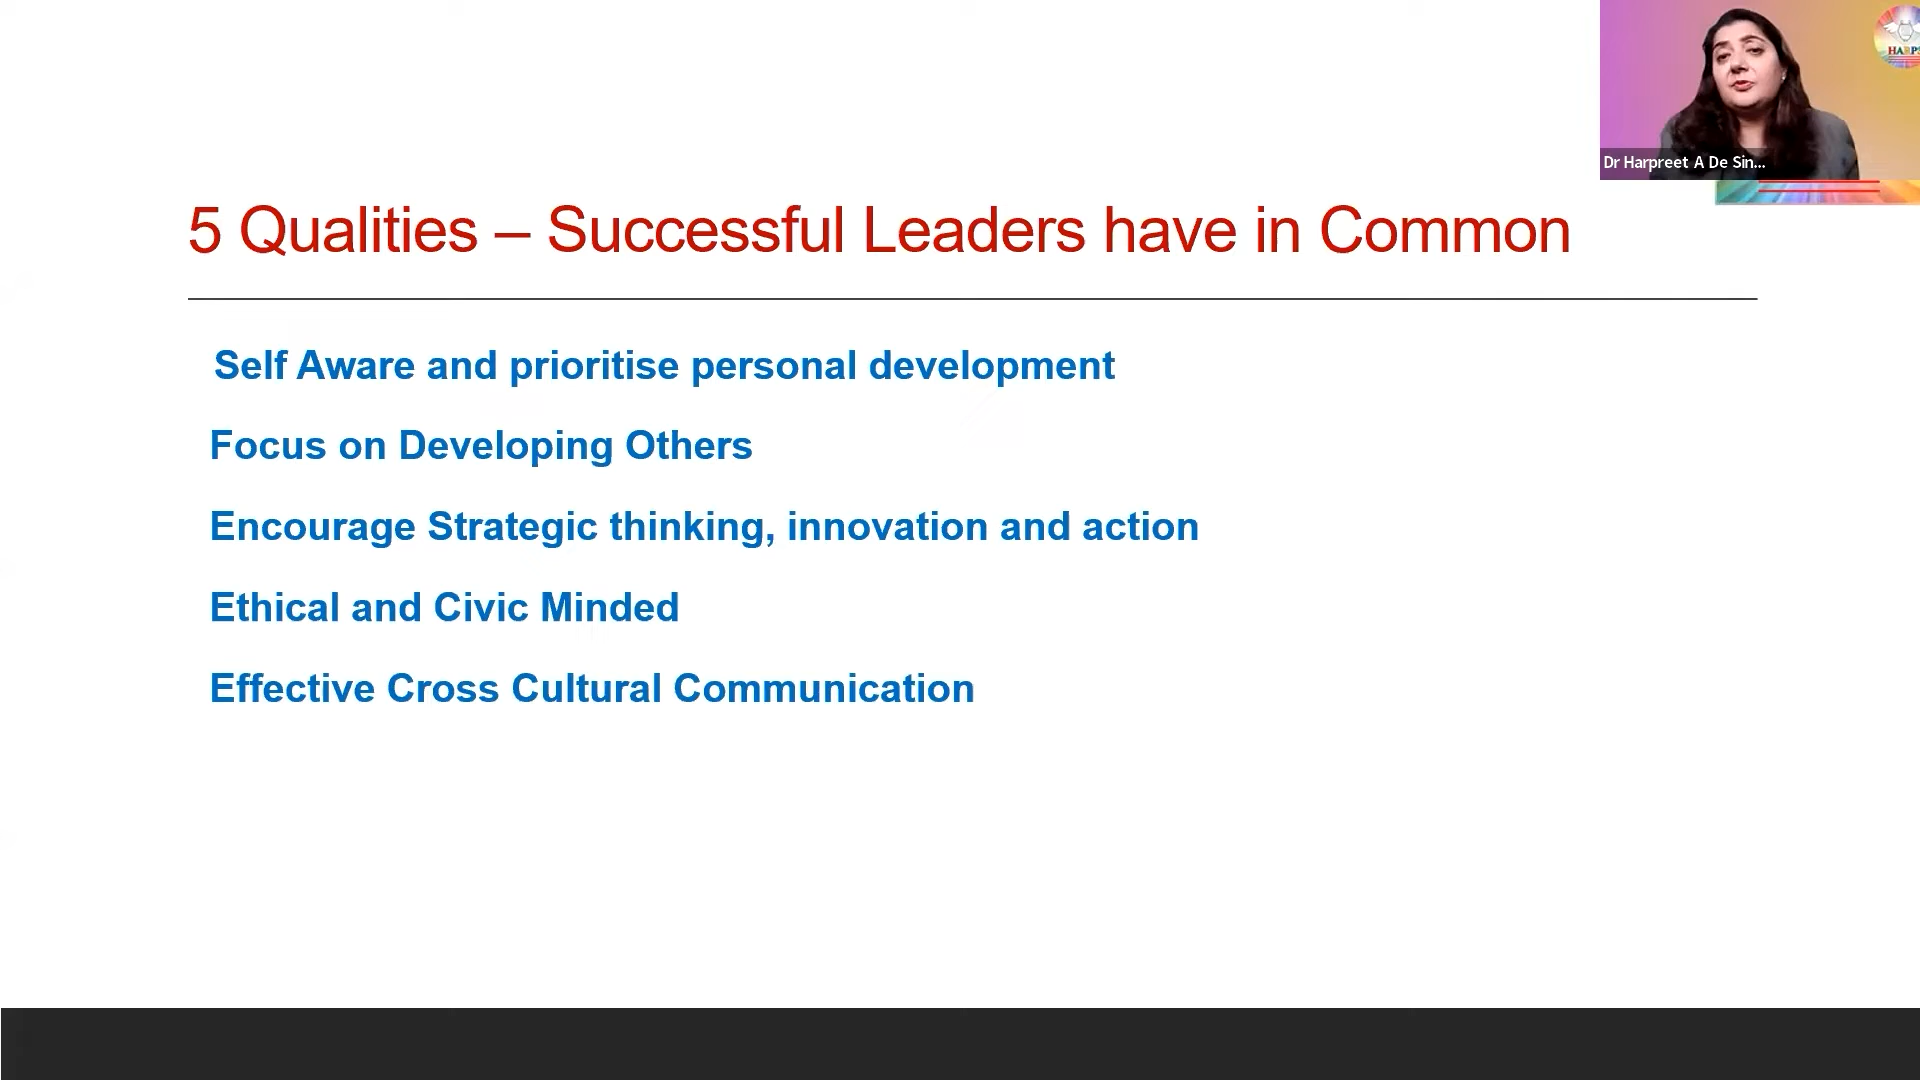 Dr Harpreet A De Sin...
5 Qualities – Successful Leaders have in Common
Self Aware and prioritise personal development
Focus on Developing Others
Encourage Strategic thinking, innovation and action
Ethical and Civic Minded
Effective Cross Cultural Communication